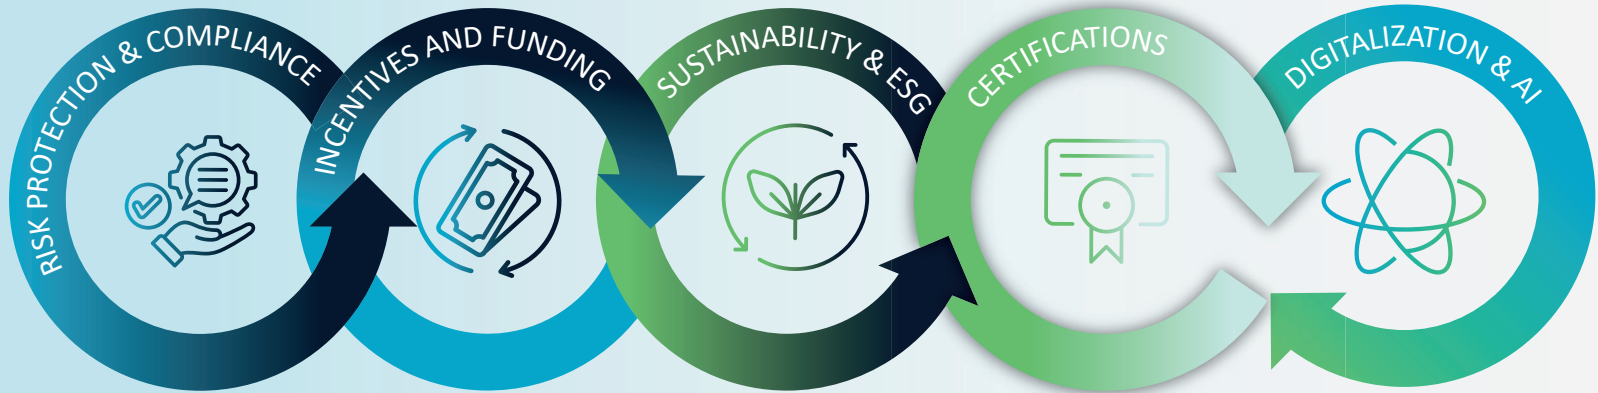 RISK PROTECTION & COMPLIANCE
INCENTIVES AND FUNDING
SUSTAINABILITY & ESG
CERTIFICATIONS
DIGITALIZATION & AI